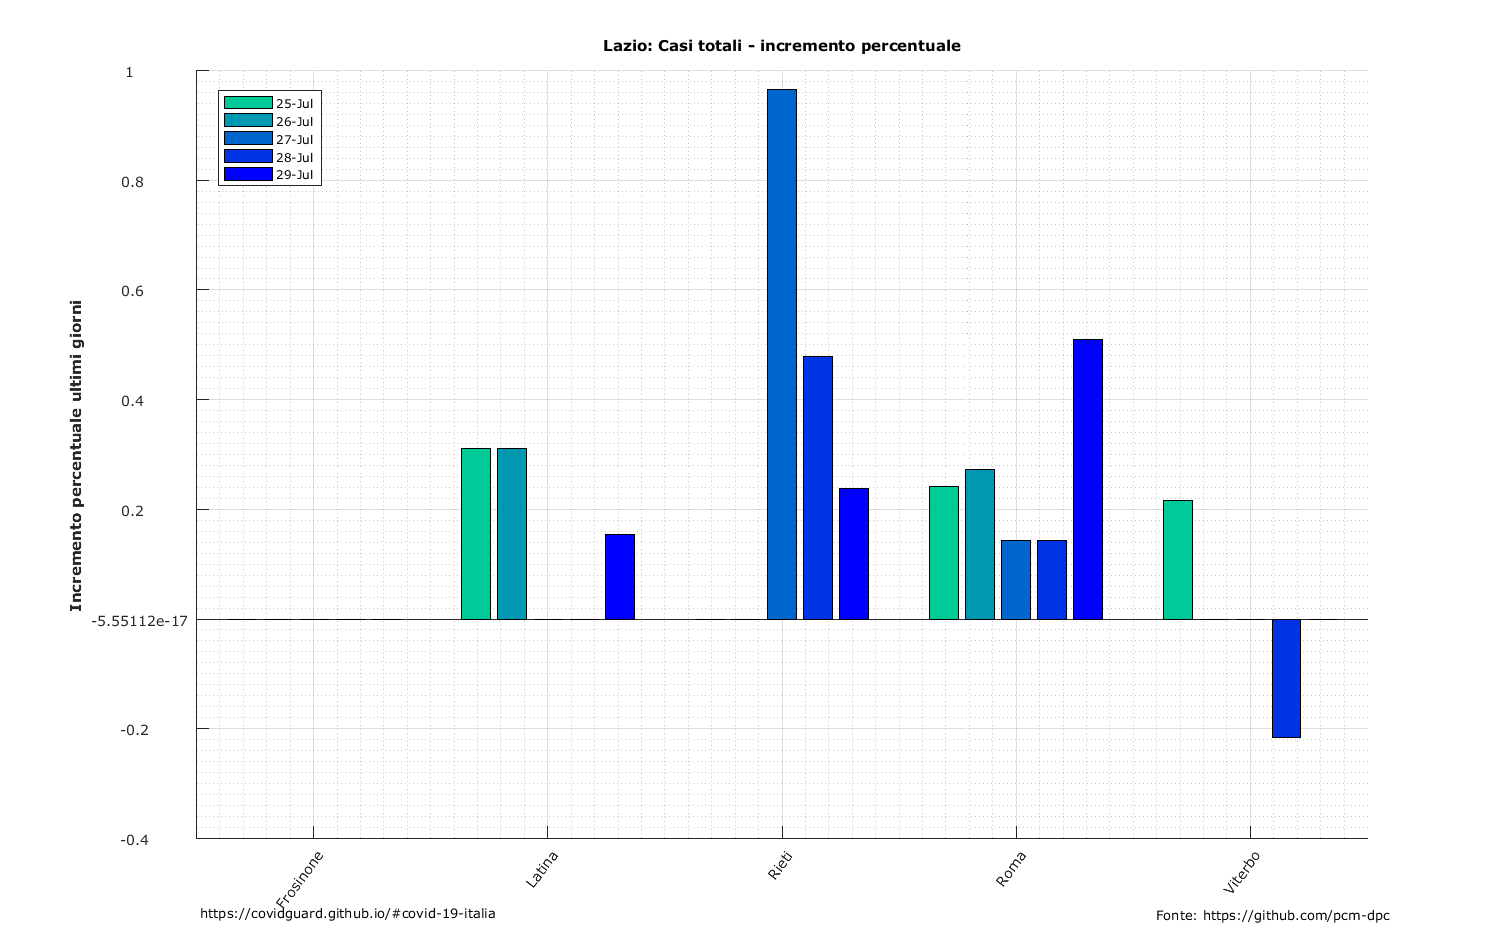 Lazio: Casi totali - incremento percentuale
1
25-Jul
26-Jul
27-Jul
28-Jul
29-Jul
0.8
0.6
0.4
0.2
-5.55112e-17
-0.2
-0.4
Incremento percentuale ultimi giorni
Frosinone
Latina
Rieti
Roma
Viterbo
https://covidguard.github.io/#covid-19-italia
Fonte: https://github.com/pcm-dpc